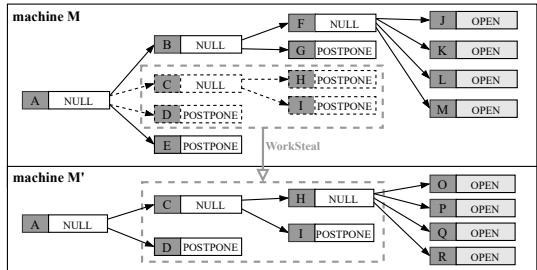 machine M
F NULL
J OPEN
B NULL
K OPEN
G POSTPONE
L OPEN
C NULL
H POSTPONE
A NULL
I POSTPONE
M OPEN
D POSTPONE
E POSTPONE
WorkSteal
machine M'
O OPEN
C NULL
H NULL
P OPEN
A NULL
Q OPEN
D POSTPONE
I POSTPONE
R OPEN